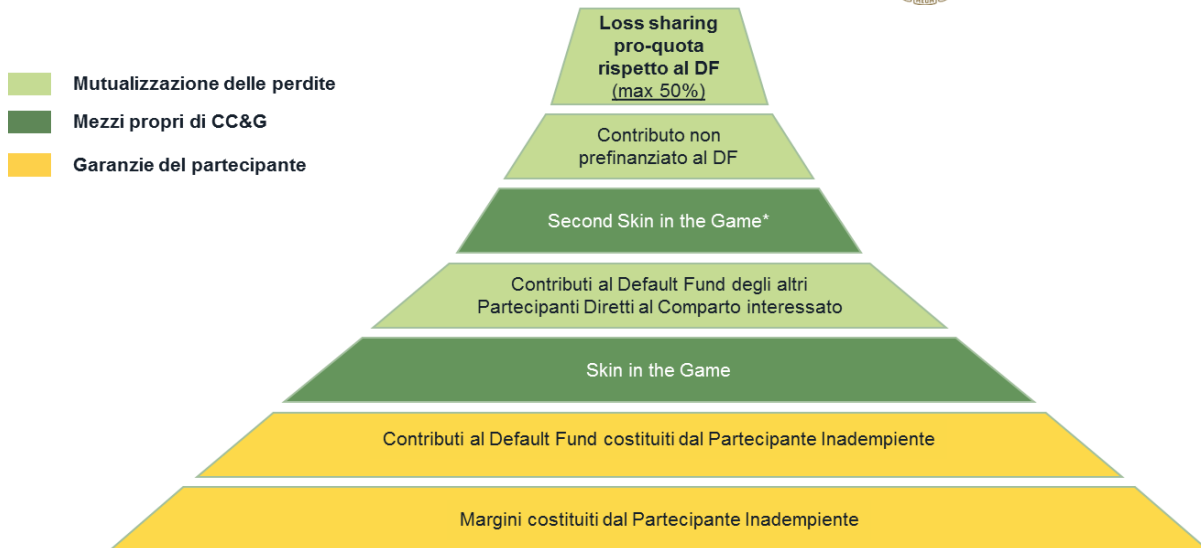 Loss sharing
pro-quota
rispetto al DF
(max 50%)
Mutualizzazione delle perdite
Mezzi propri di CC&G
Garanzie del partecipante
Contributo non
prefinanziato al DF
Second Skin in the Game*
Contributi al Default Fund degli altri
Partecipanti Diretti al Comparto interessato
Skin in the Game
Contributi al Default Fund costituiti dal Partecipante Inadempiente
Margini costituiti dal Partecipante Inadempiente